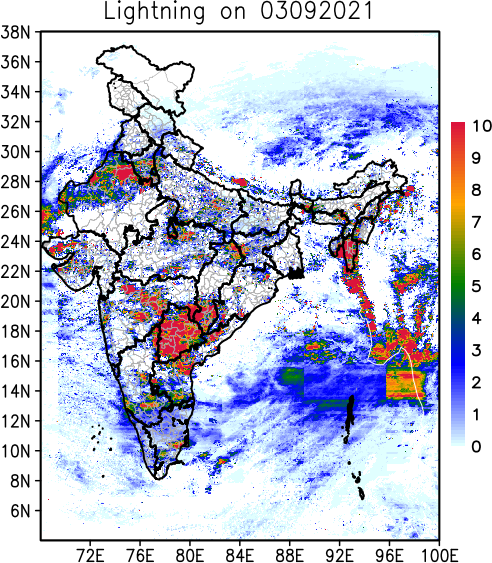 Lightning on 03092021
38N
36N
34N
32N
30N
28N
26N
24N
22N
20N
18N
16N
14N
12N
10N
8N
6N
72E 76E 80E 84E 88E 92E 96E 100E
10
9
8
7
6
5
4
3
2
1
0